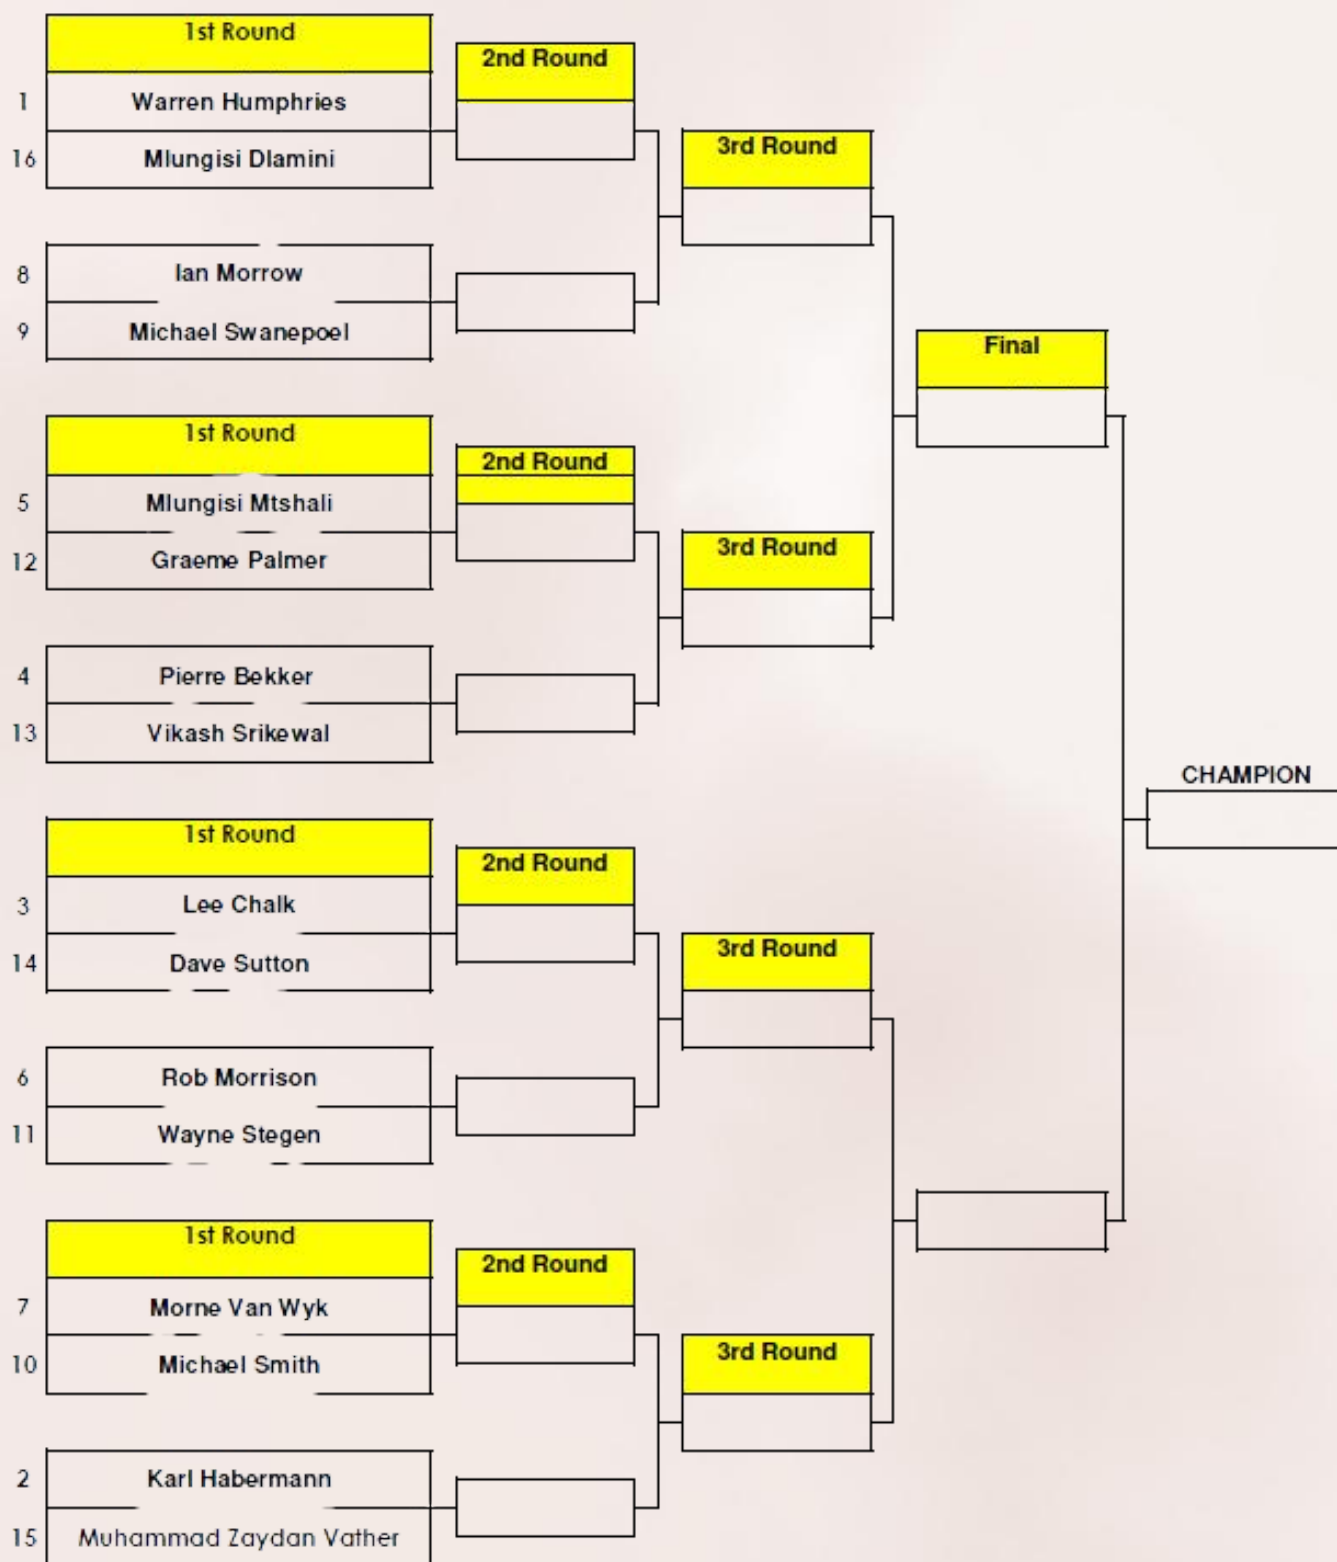 1st Round
2nd Round
1 Warren Humphries
16 Mlungisi Dlamini
3rd Round
8 Ian Morrow
9 Michael Swanepoel
Final
1st Round
2nd Round
5 Mlungisi Mtshali
12 Graeme Palmer
3rd Round
4 Pierre Bekker
13 Vikash Srikewal
CHAMPION
1st Round
2nd Round
3 Lee Chalk
14 Dave Sutton
3rd Round
6 Rob Morrison
11 Wayne Stegen
1st Round
2nd Round
7 Morne Van Wyk
10 Michael Smith
3rd Round
2 Karl Habermann
15 Muhammad Zaydan Vather